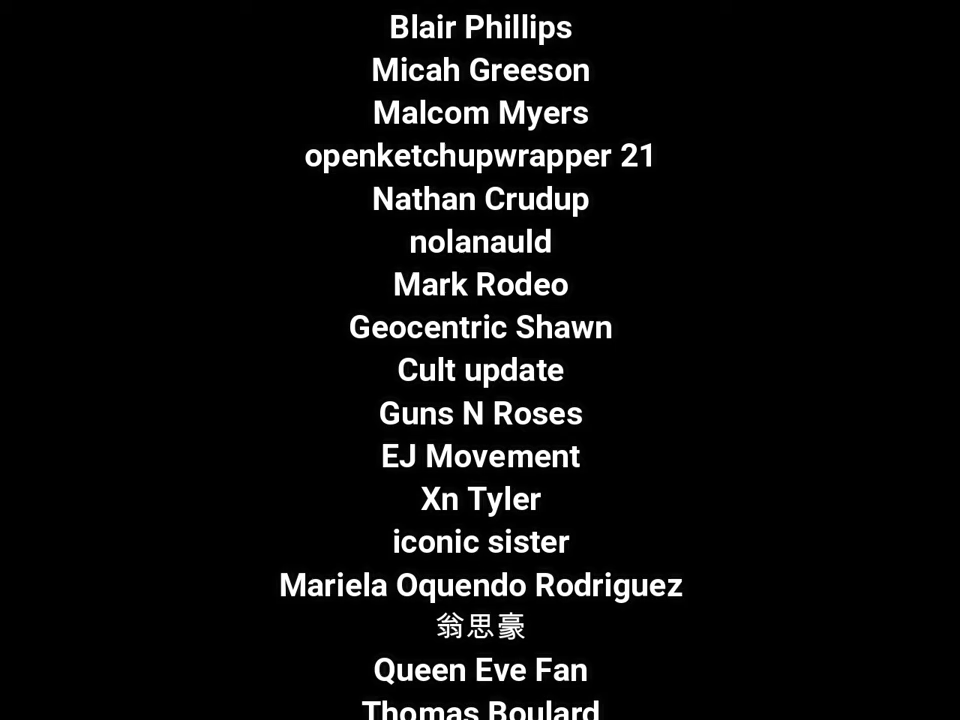 Blair Phillips
Micah Greeson
Malcom Myers
openketchupwrapper 21
Nathan Crudup
nolanauld
Mark Rodeo
Geocentric Shawn
Cult update
Guns N Roses
EJ Movement
Xn Tyler
iconic sister
Mariela Oquendo Rodriguez
翁思豪
Queen Eve Fan
Thomas Boulard